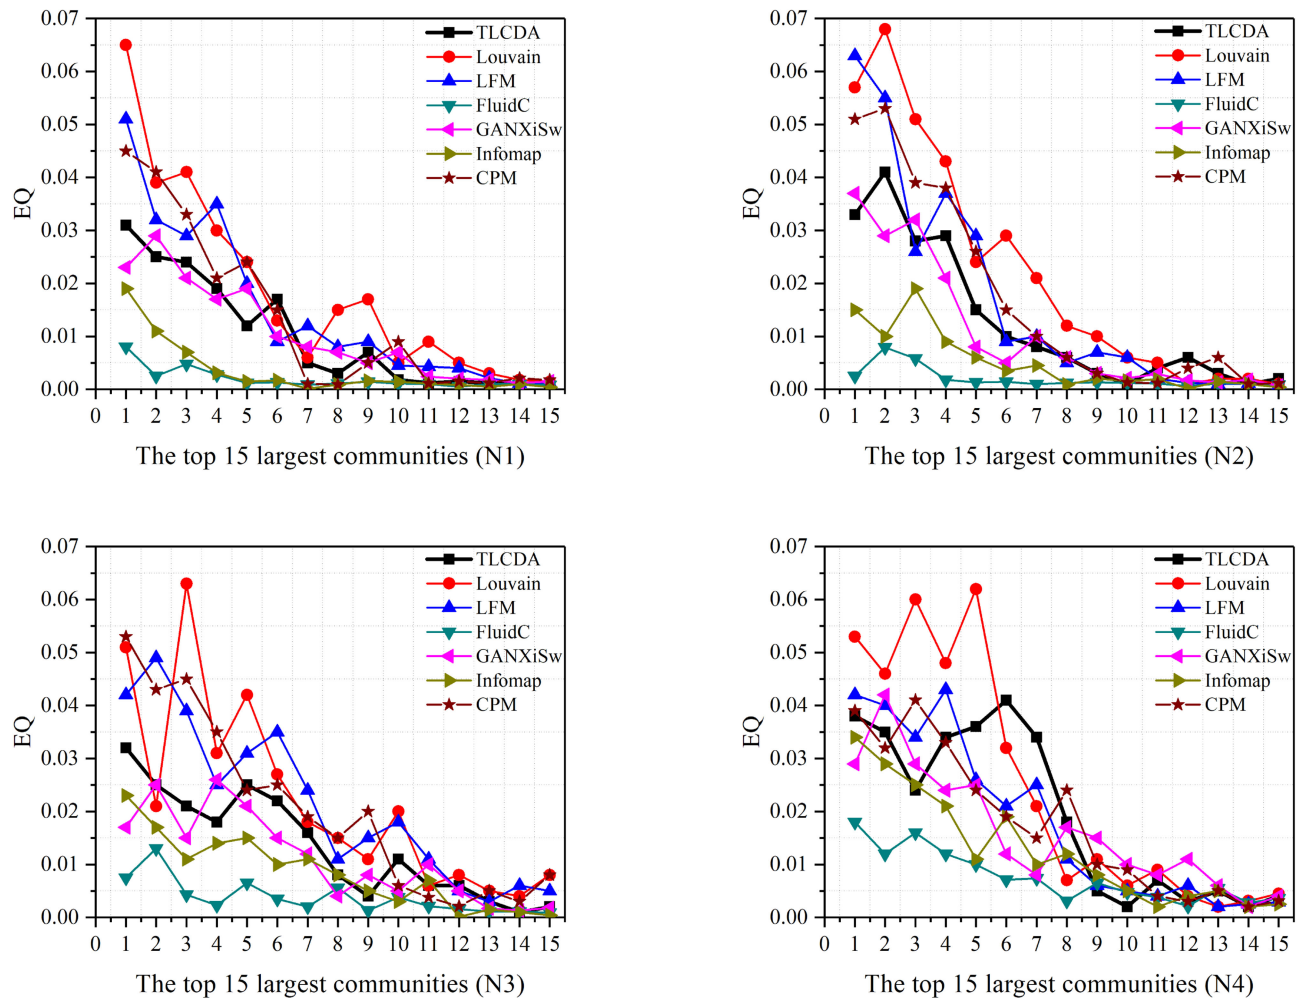 0.07
0.06
0.05
0.04
0.03
0.02
0.01
0.00
EQ
0 1 2 3 4 5 6 7 8 9 10 11 12 13 14 15
The top 15 largest communities (N1)
TLCDA
Louvain
LFM
FluidC
GANXiSw
Infomap
CPM
0.07
0.06
0.05
0.04
0.03
0.02
0.01
0.00
EQ
0 1 2 3 4 5 6 7 8 9 10 11 12 13 14 15
The top 15 largest communities (N2)
TLCDA
Louvain
LFM
FluidC
GANXiSw
Infomap
CPM
0.07
0.06
0.05
0.04
0.03
0.02
0.01
0.00
EQ
0 1 2 3 4 5 6 7 8 9 10 11 12 13 14 15
The top 15 largest communities (N3)
TLCDA
Louvain
LFM
FluidC
GANXiSw
Infomap
CPM
0.07
0.06
0.05
0.04
0.03
0.02
0.01
0.00
EQ
0 1 2 3 4 5 6 7 8 9 10 11 12 13 14 15
The top 15 largest communities (N4)
TLCDA
Louvain
LFM
FluidC
GANXiSw
Infomap
CPM